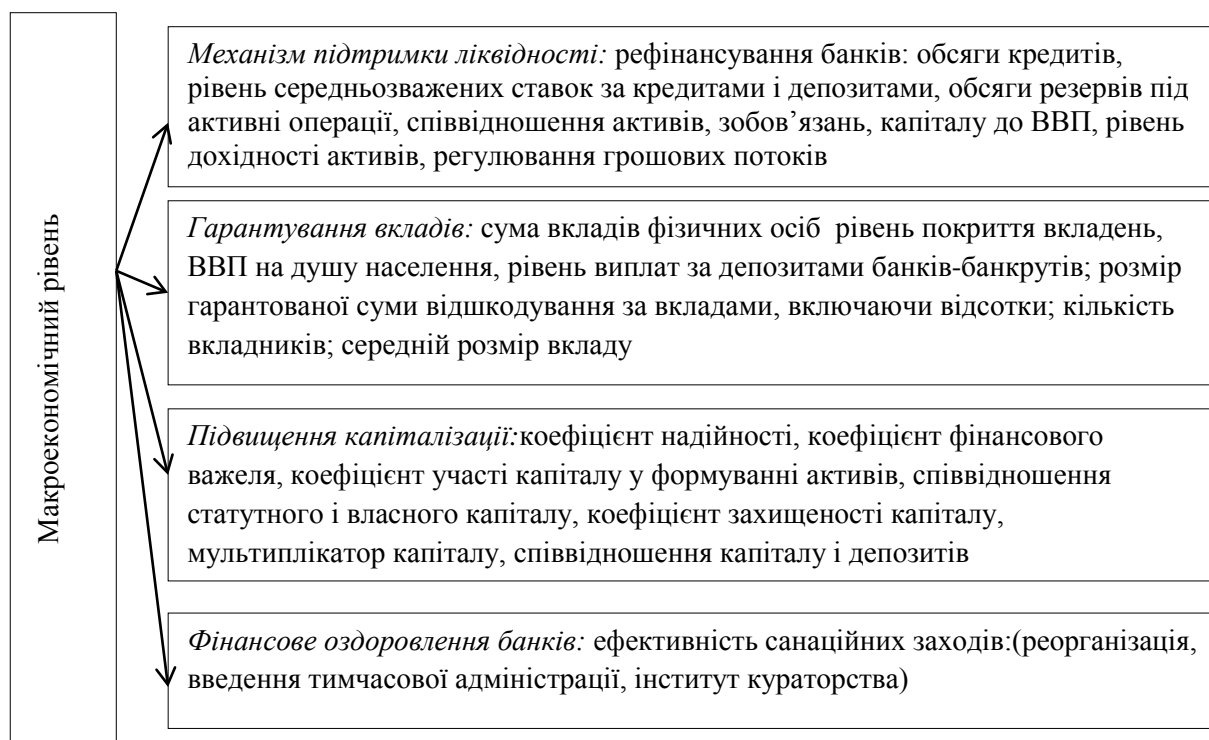 Макроекономічний рівень
Механізм підтримки ліквідності: рефінансування банків: обсяги кредитів,
рівень середньозважених ставок за кредитами і депозитами, обсяги резервів під
активні операції, співвідношення активів, зобов’язань, капіталу до ВВП, рівень
дохідності активів, регулювання грошових потоків
Гарантування вкладів: сума вкладів фізичних осіб  рівень покриття вкладень,
ВВП на душу населення, рівень виплат за депозитами банків-банкрутів; розмір
гарантованої суми відшкодування за вкладами, включаючи відсотки; кількість
вкладників; середній розмір вкладу
Підвищення капіталізації:коефіцієнт надійності, коефіцієнт фінансового
важеля, коефіцієнт участі капіталу у формуванні активів, співвідношення
статутного і власного капіталу, коефіцієнт захищеності капіталу,
мультиплікатор капіталу, співвідношення капіталу і депозитів
Фінансове оздоровлення банків: ефективність санаційних заходів:(реорганізація,
введення тимчасової адміністрації, інститут кураторства)